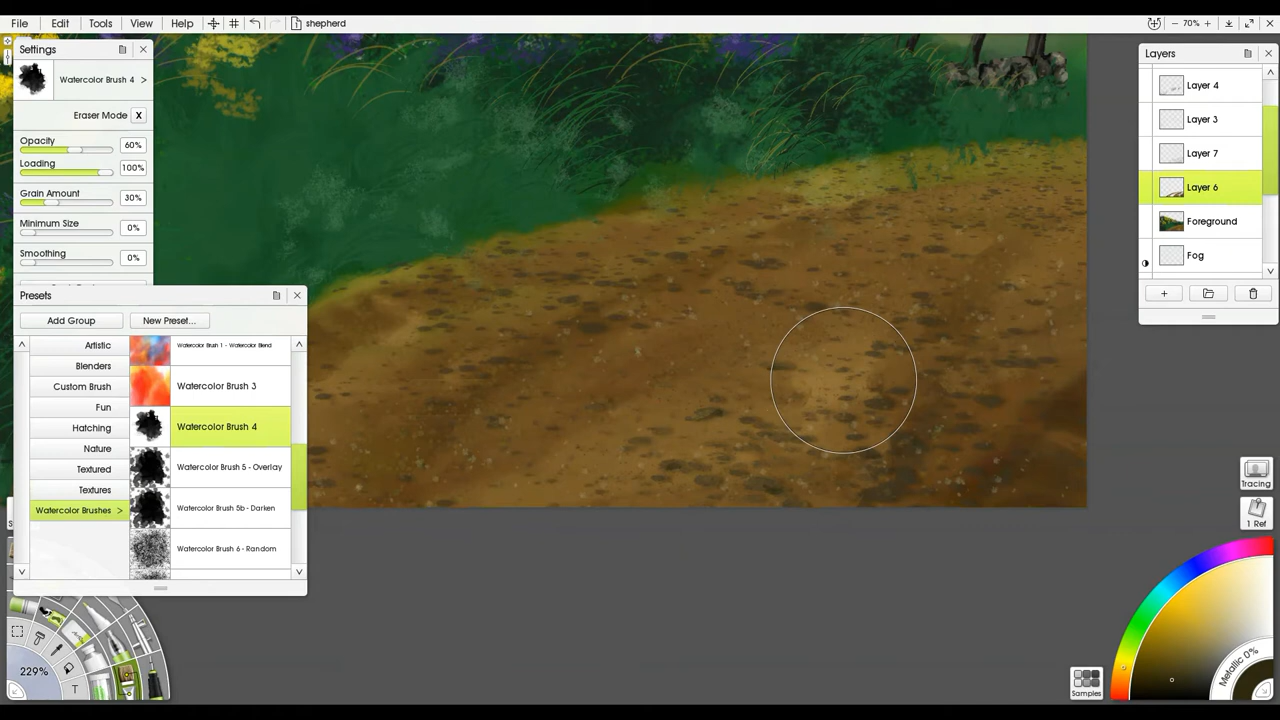 File Edit Tools View Help shepherd 70%
Settings
Watercolor Brush 4 >
Eraser Mode X
Opacity 60%
Loading 100%
Grain Amount 30%
Minimum Size 0%
Smoothing 0%
Presets
Add Group New Preset...
Artistic
Blenders
Custom Brush
Fun
Hatching
Nature
Textured
Textures
Watercolor Brushes >
Watercolor Brush 1 - Watercolor Blend
Watercolor Brush 3
Watercolor Brush 4
Watercolor Brush 5 - Overlay
Watercolor Brush 5b - Darken
Watercolor Brush 6 - Random
229%
T
Layers
Layer 4
Layer 3
Layer 7
Layer 6
Foreground
Fog
Tracing
1 Ref
Samples
Metallic 0%